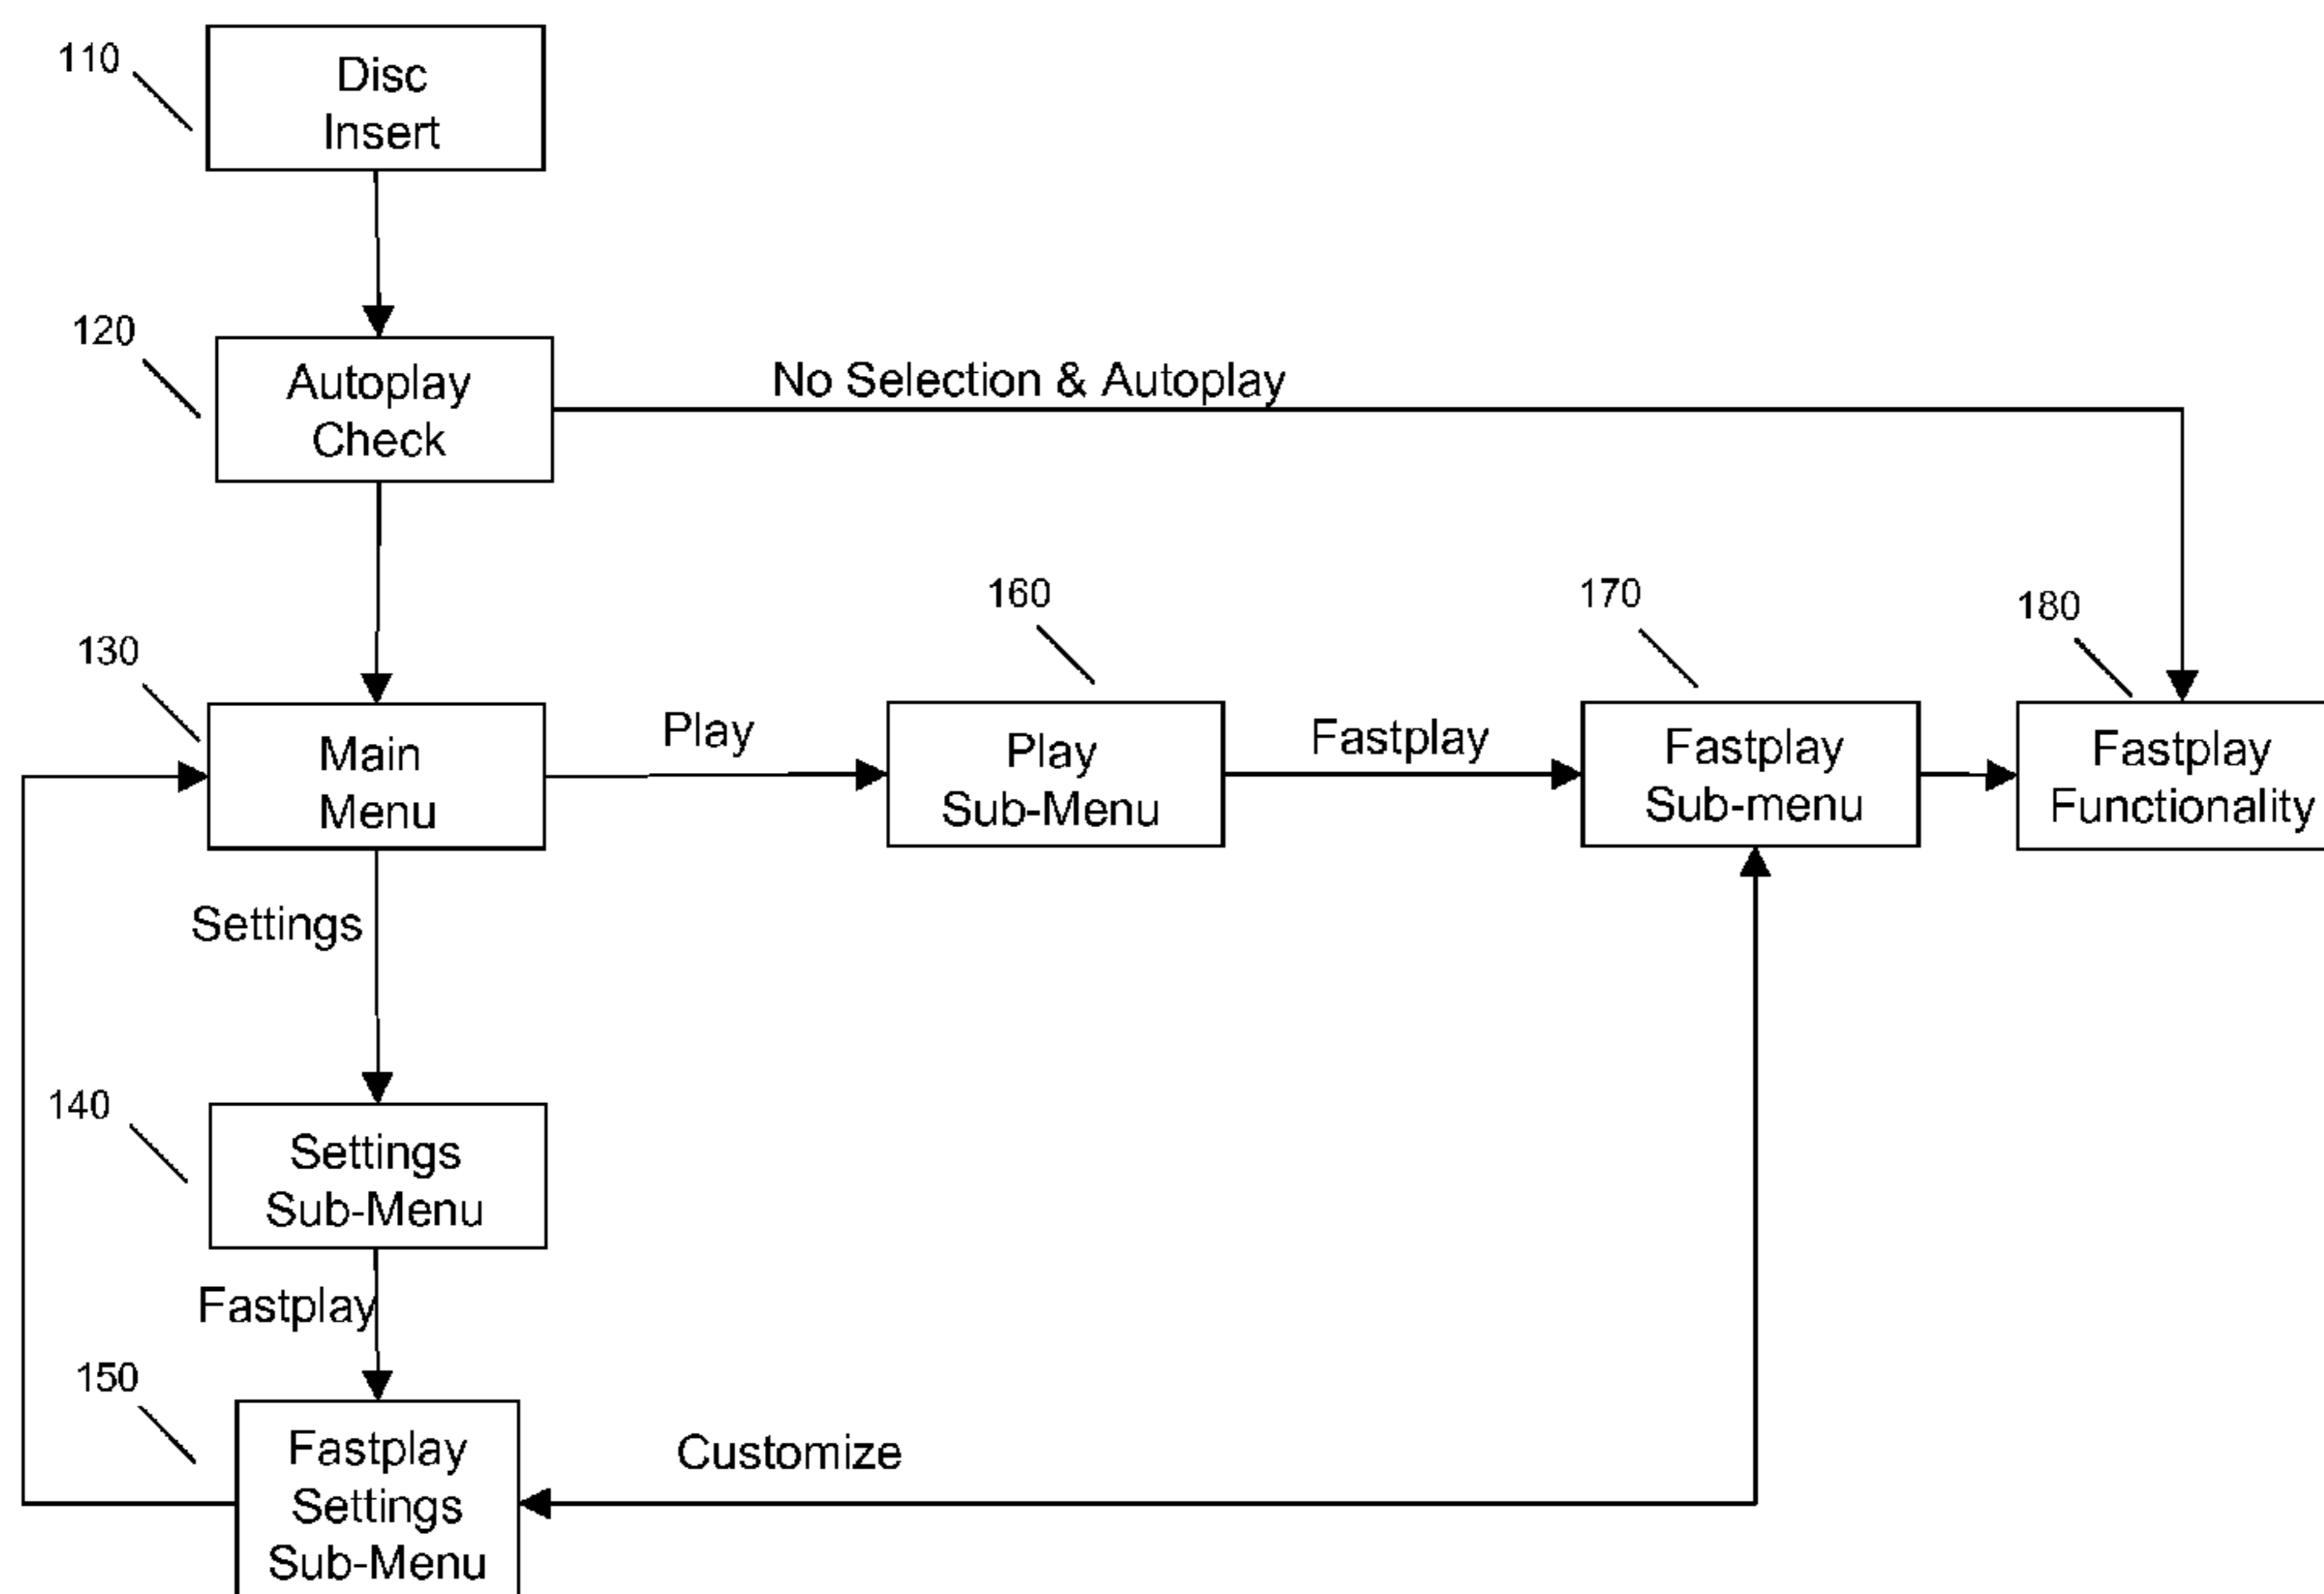 110
Disc
Insert
120
Autoplay
Check
No Selection & Autoplay
130
Main
Menu
Play
160
Play
Sub-Menu
Fastplay
170
Fastplay
Sub-menu
180
Fastplay
Functionality
Settings
140
Settings
Sub-Menu
Fastplay
150
Fastplay
Settings
Sub-Menu
Customize